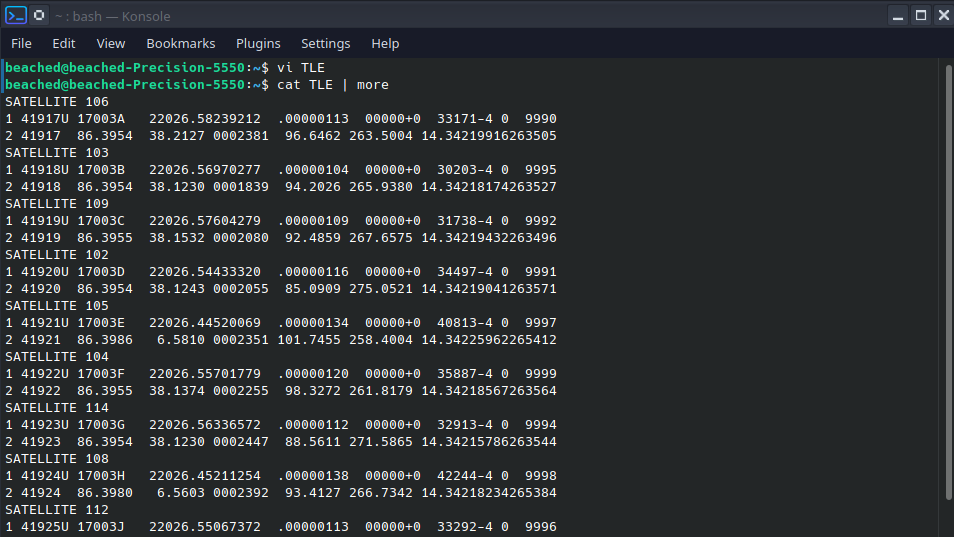 ~ : bash — Konsole
File Edit View Bookmarks Plugins Settings Help
beached@beached-Precision-5550:~$ vi TLE
beached@beached-Precision-5550:~$ cat TLE | more
SATELLITE 106
1 41917U 17003A   22026.58239212  .00000113  00000+0  33171-4 0  9990
2 41917  86.3954  38.2127 0002381  96.6462 263.5004 14.34219916263505
SATELLITE 103
1 41918U 17003B   22026.56970277  .00000104  00000+0  30203-4 0  9995
2 41918  86.3954  38.1230 0001839  94.2026 265.9380 14.34218174263527
SATELLITE 109
1 41919U 17003C   22026.57604279  .00000109  00000+0  31738-4 0  9992
2 41919  86.3955  38.1532 0002080  92.4859 267.6575 14.34219432263496
SATELLITE 102
1 41920U 17003D   22026.54433320  .00000116  00000+0  34497-4 0  9991
2 41920  86.3954  38.1243 0002055  85.0909 275.0521 14.34219041263571
SATELLITE 105
1 41921U 17003E   22026.44520069  .00000134  00000+0  40813-4 0  9997
2 41921  86.3986   6.5810 0002351 101.7455 258.4004 14.34225962265412
SATELLITE 104
1 41922U 17003F   22026.55701779  .00000120  00000+0  35887-4 0  9999
2 41922  86.3955  38.1374 0002255  98.3272 261.8179 14.34218567263564
SATELLITE 114
1 41923U 17003G   22026.56336572  .00000112  00000+0  32913-4 0  9994
2 41923  86.3954  38.1230 0002447  88.5611 271.5865 14.34215786263544
SATELLITE 108
1 41924U 17003H   22026.45211254  .00000138  00000+0  42244-4 0  9998
2 41924  86.3980   6.5603 0002392  93.4127 266.7342 14.34218234265384
SATELLITE 112
1 41925U 17003J   22026.55067372  .00000113  00000+0  33292-4 0  9996